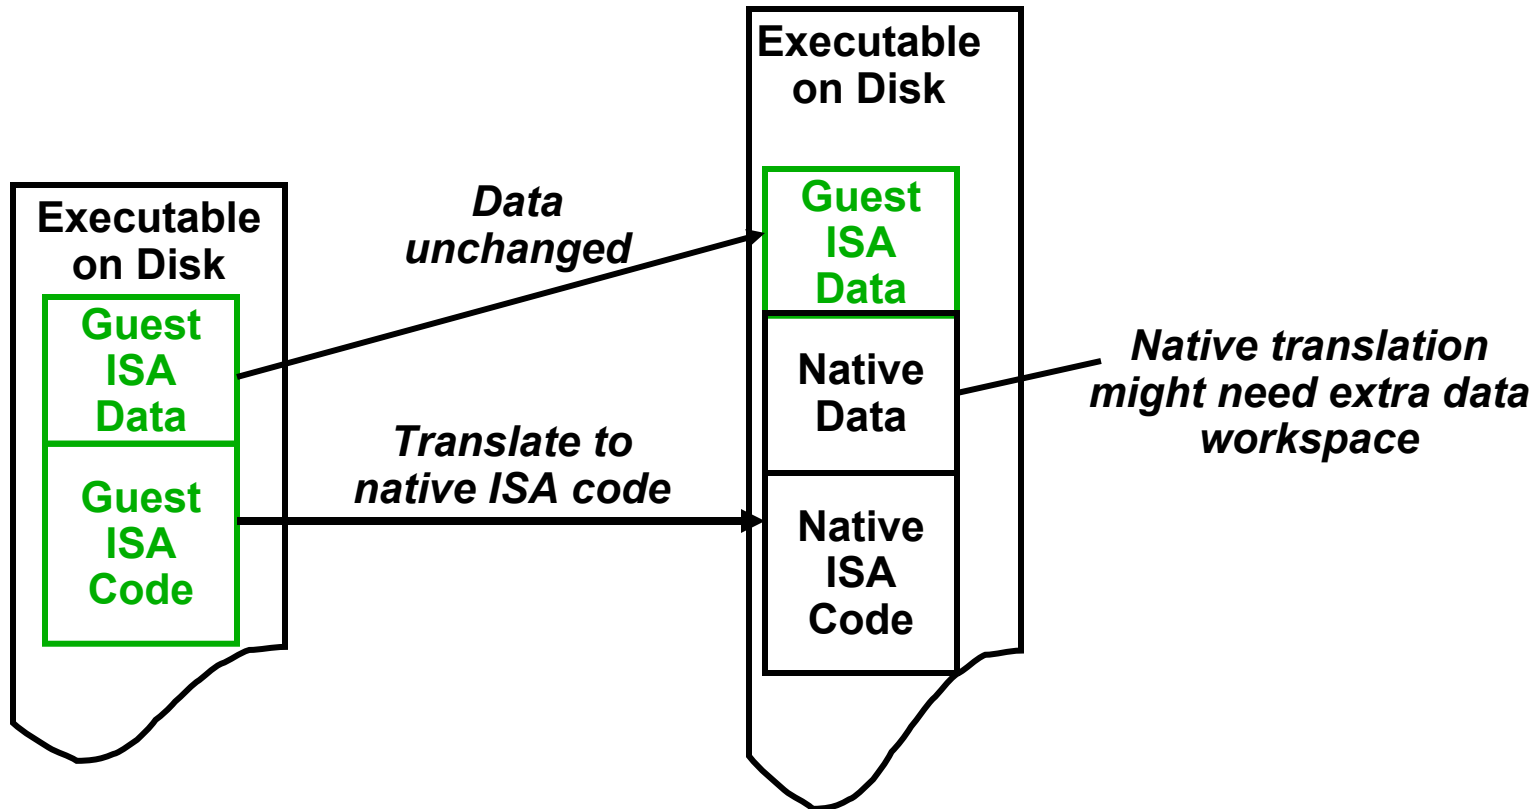 Executable
on Disk
Guest
ISA
Data
Guest
ISA
Code
Data
unchanged
Translate to
native ISA code
Executable
on Disk
Guest
ISA
Data
Native
Data
Native
ISA
Code
Native translation
might need extra data
workspace